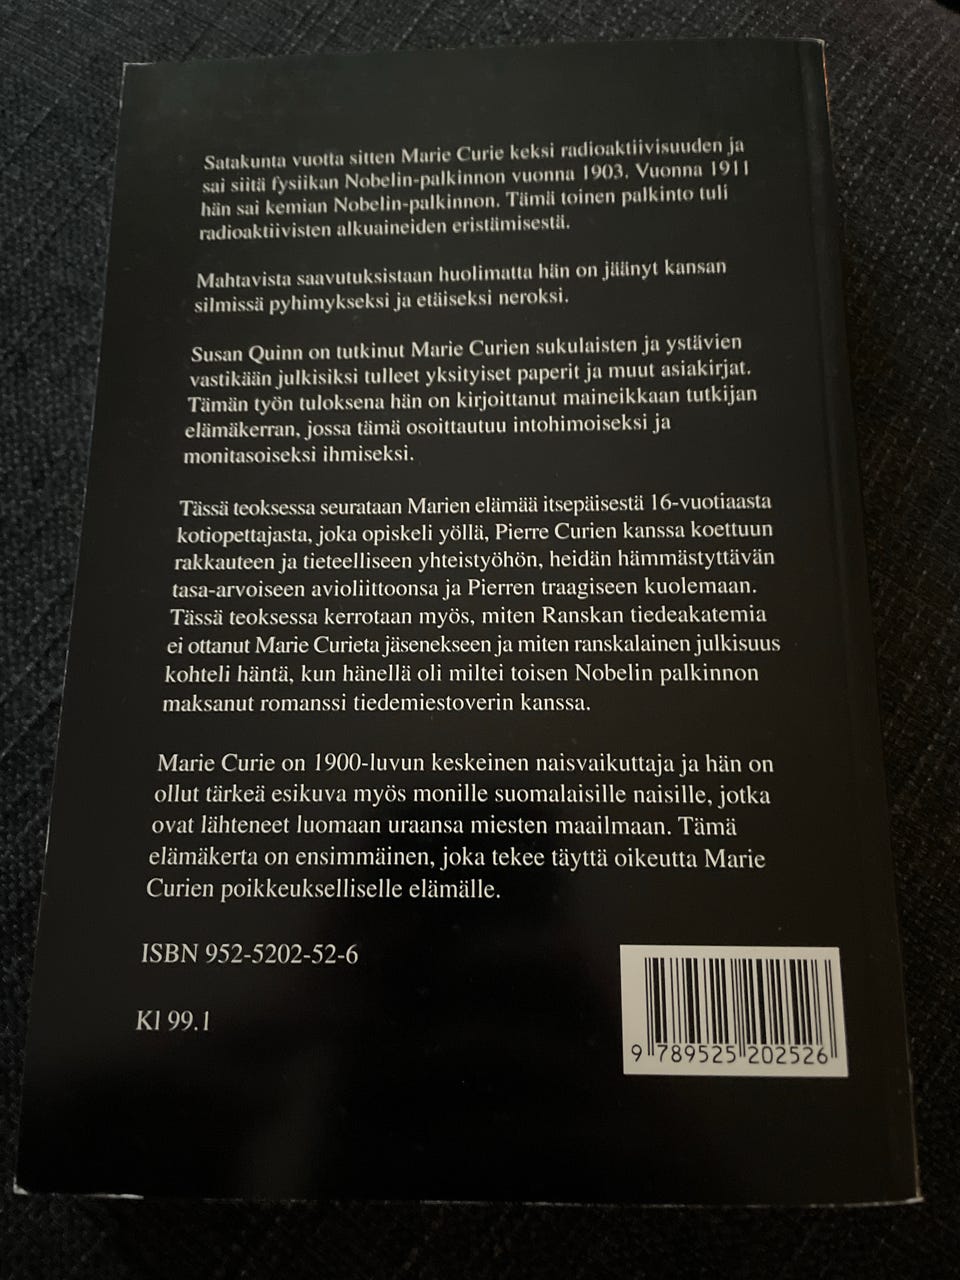 Satakunta vuotta sitten Marie Curie keksi radioaktiivisuuden ja
sai siitä fysiikan Nobelin-palkinnon vuonna 1903. Vuonna 1911
hän sai kemian Nobelin-palkinnon. Tämä toinen palkinto tuli
radioaktiivisten alkuaineiden eristämisestä.
Mahtavista saavutuksistaan huolimatta hän on jäänyt kansan
silmissä pyhimykseksi ja etäiseksi neroksi.
Susan Quinn on tutkinut Marie Curien sukulaisten ja ystävien
vastikään julkisiksi tulleet yksityiset paperit ja muut asiakirjat.
Tämän työn tuloksena hän on kirjoittanut maineikkaan tutkijan
elämäkerran, jossa tämä osoittautuu intohimoiseksi ja
monitasoiseksi ihmiseksi.
Tässä teoksessa seurataan Marien elämää itsepäisestä 16-vuotiaasta
kotiopettajasta, joka opiskeli yöllä, Pierre Curien kanssa koettuun
rakkauteen ja tieteelliseen yhteistyöhön, heidän hämmästyttävän
tasa-arvoiseen avioliittoonsa ja Pierren traagiseen kuolemaan.
Tässä teoksessa kerrotaan myös, miten Ranskan tiedeakatemia
ei ottanut Marie Curieta jäsenekseen ja miten ranskalainen julkisuus
kohteli häntä, kun hänellä oli miltei toisen Nobelin palkinnon
maksanut romanssi tiedemiestoverin kanssa.
Marie Curie on 1900-luvun keskeinen naisvaikuttaja ja hän on
ollut tärkeä esikuva myös monille suomalaisille naisille, jotka
ovat lähteneet luomaan uraansa miesten maailmaan. Tämä
elämäkerta on ensimmäinen, joka tekee täyttä oikeutta Marie
Curien poikkeukselliselle elämälle.
ISBN 952-5202-52-6
Kl 99.1
9 789525 202526